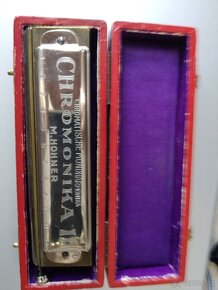 CHROMATISCHE MUNDHARMONIKA
CHROMONIKA II
M. HOHNER